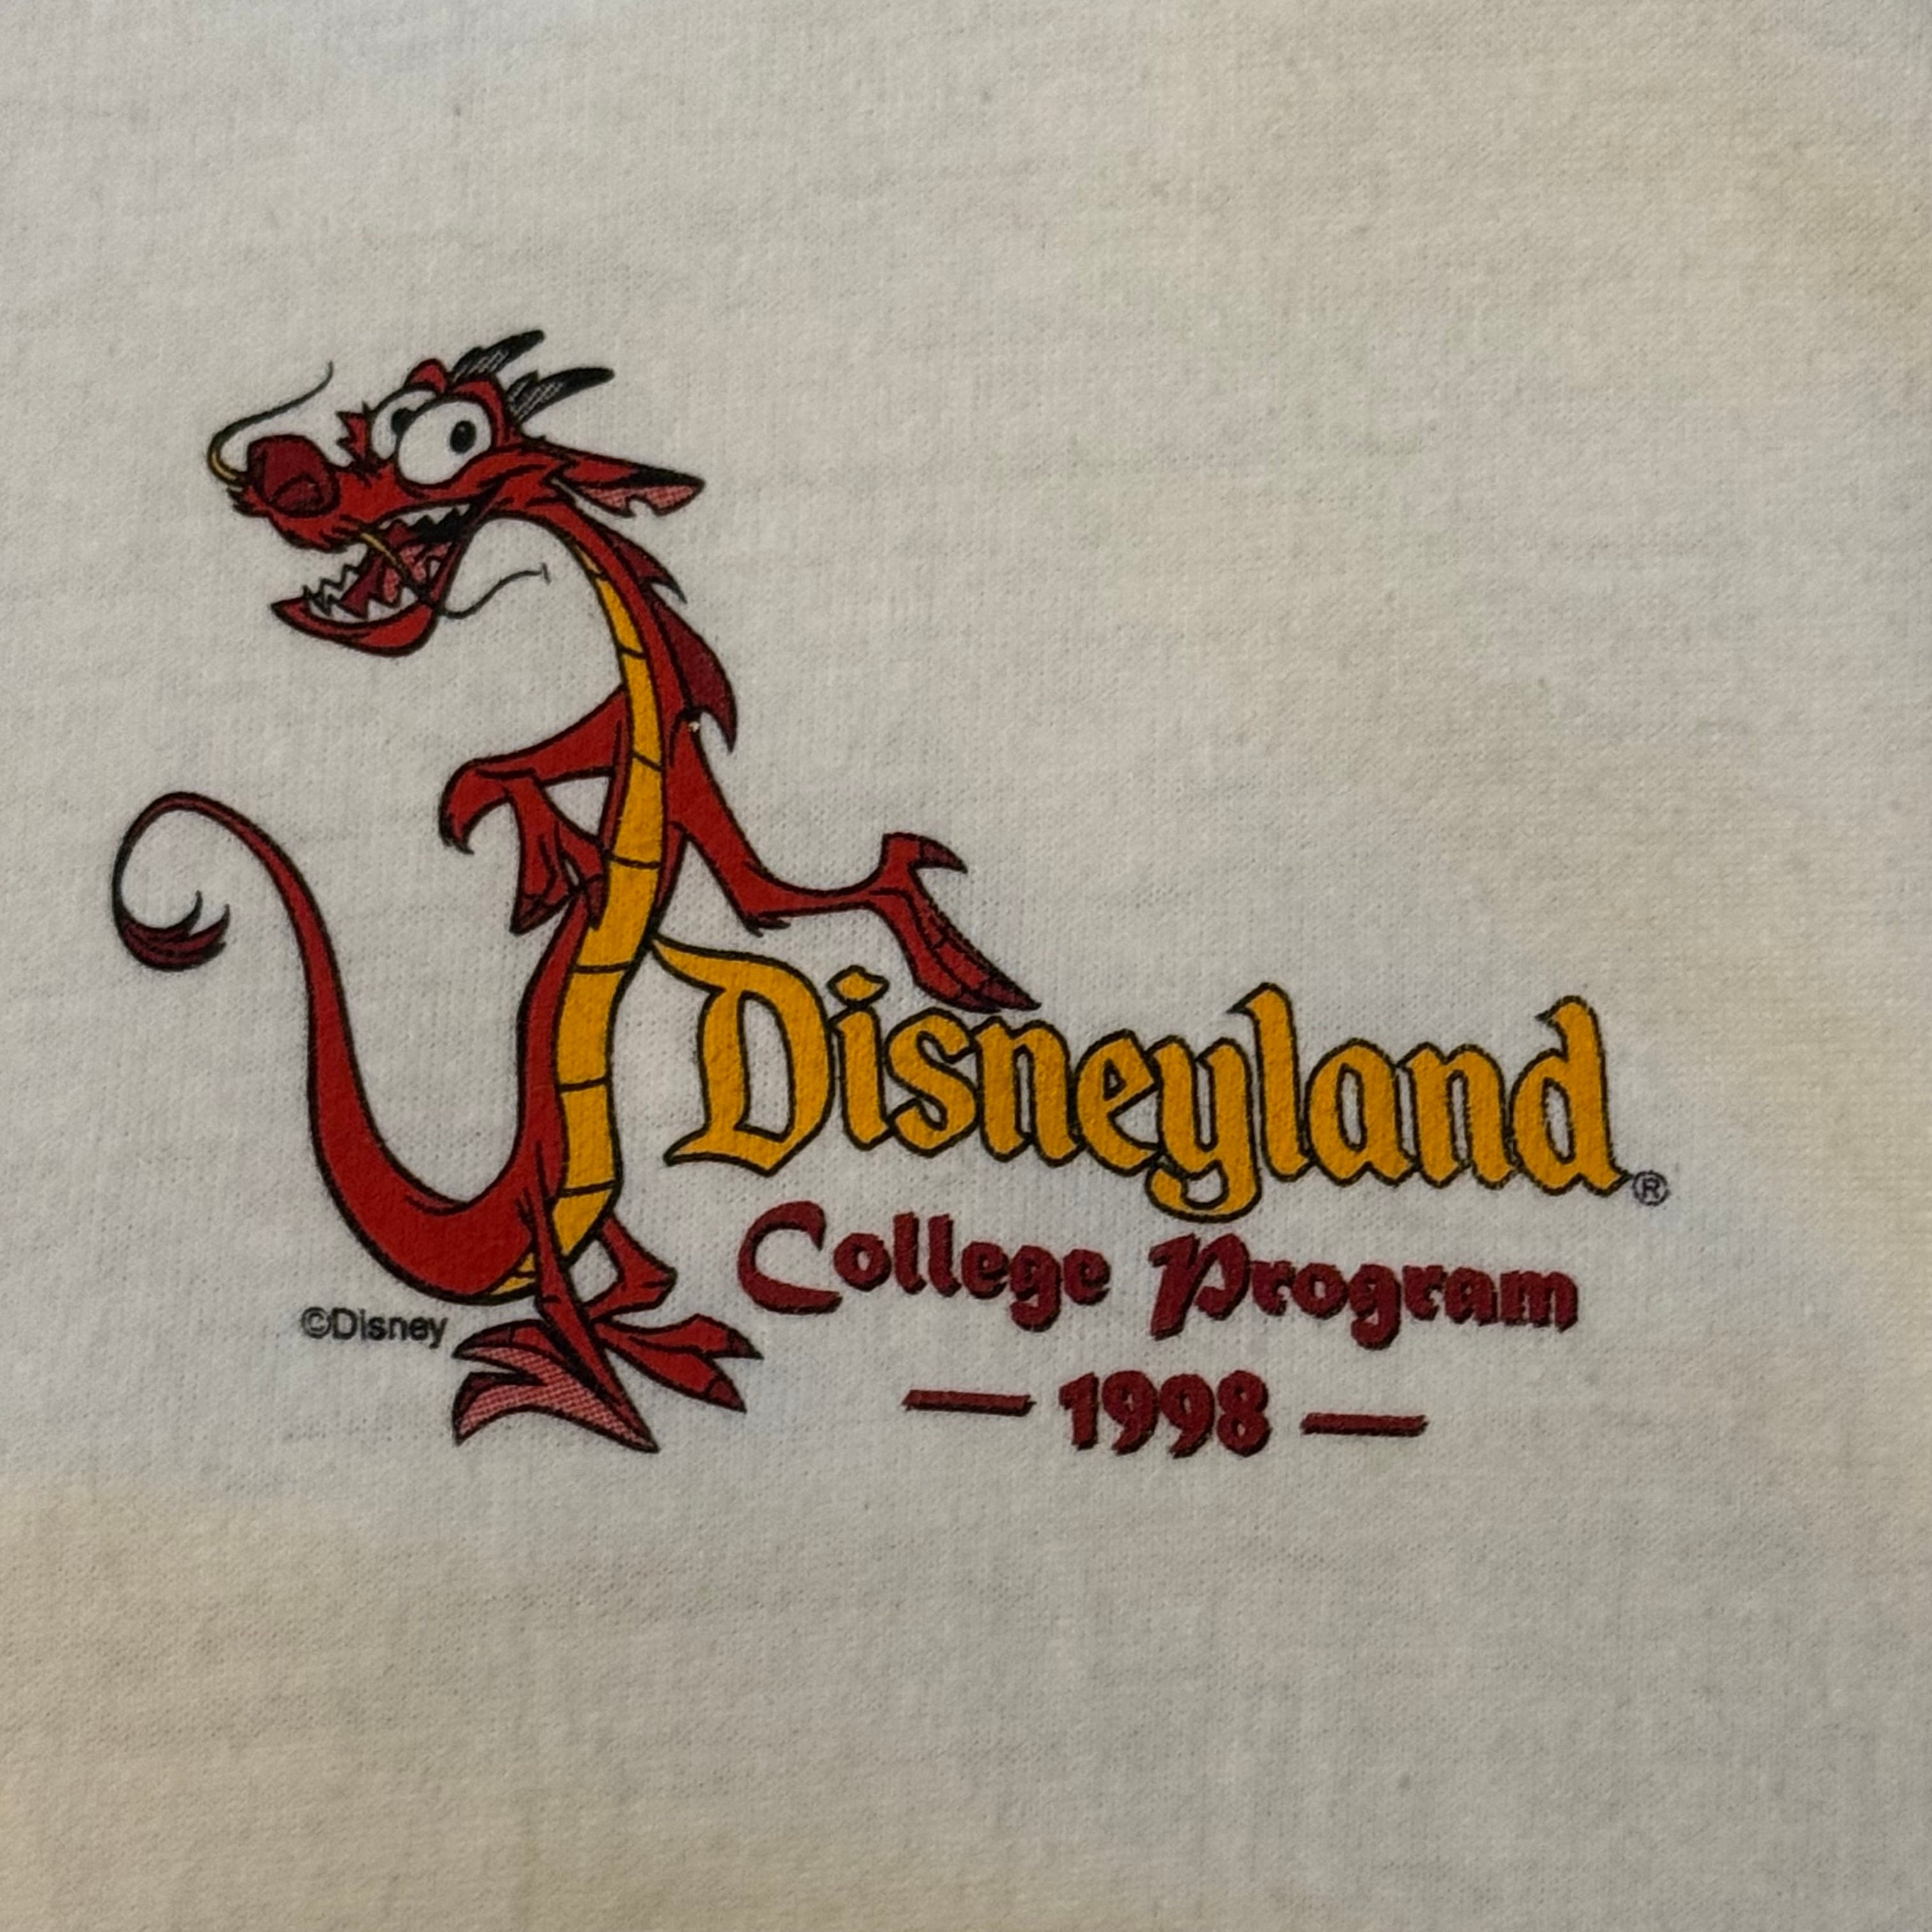 Disneyland®
College Program
©Disney
— 1998 —